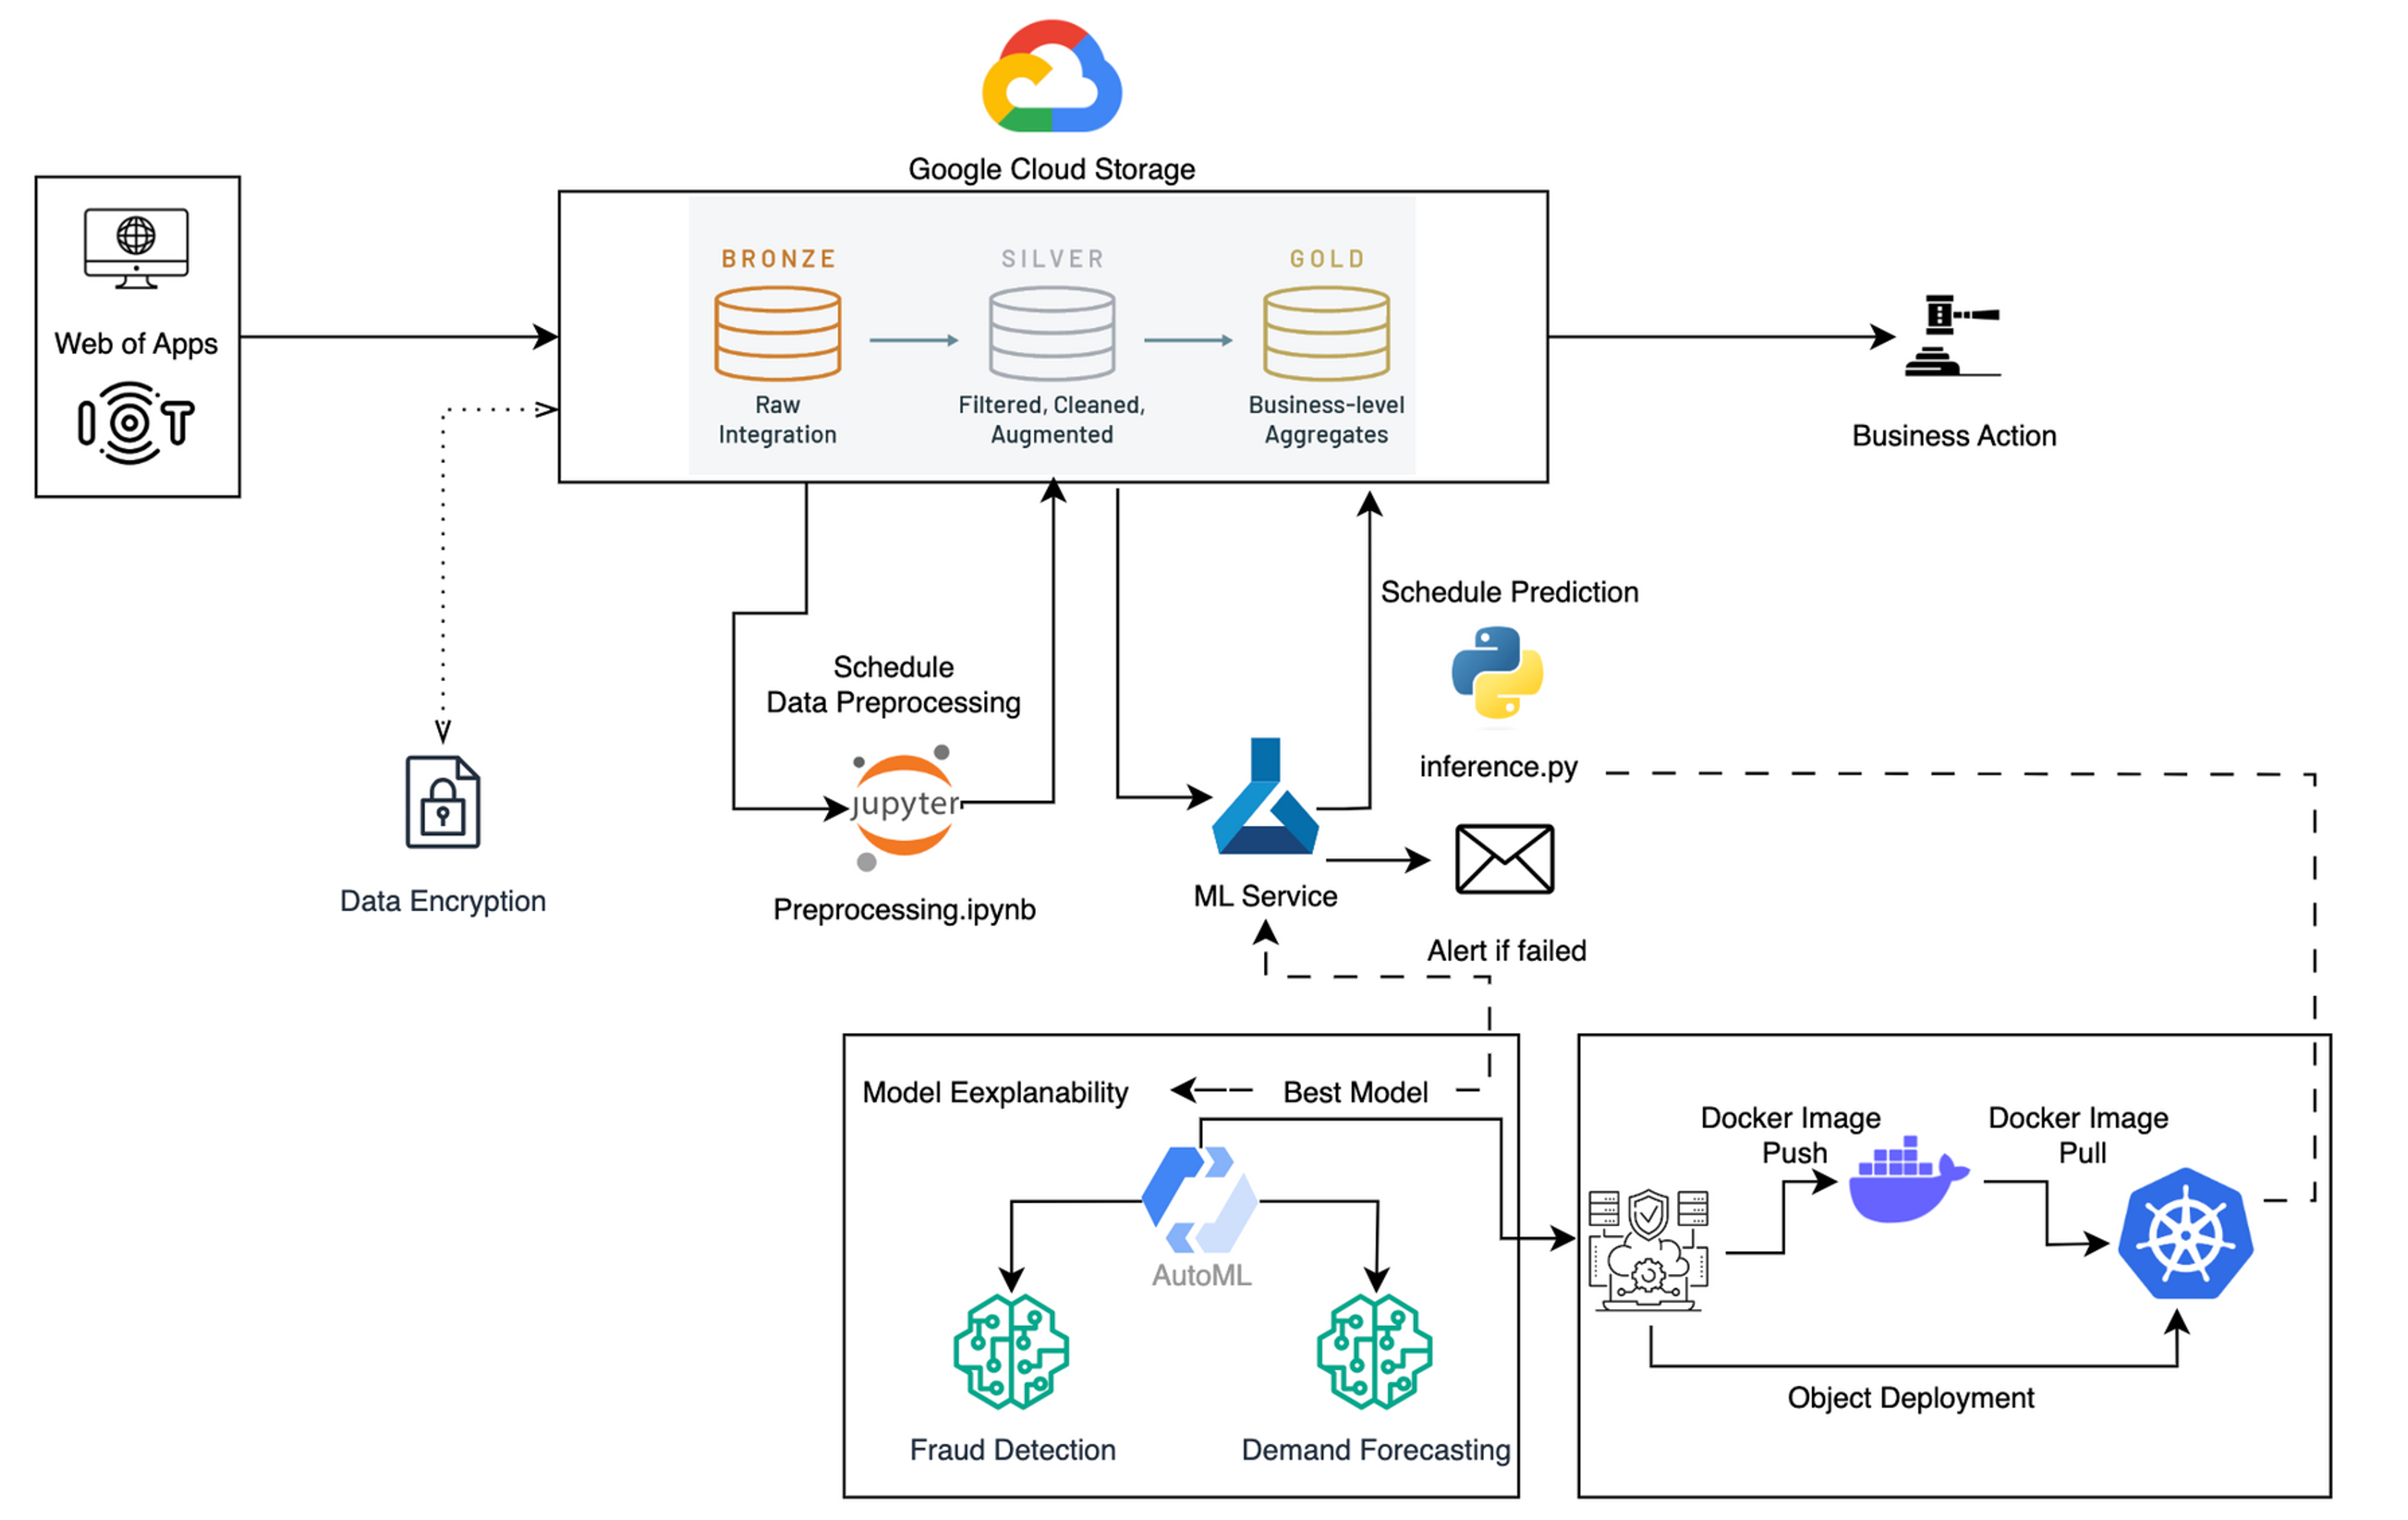 Google Cloud Storage
Web of Apps
IOT
BRONZE
SILVER
GOLD
Raw
Integration
Filtered, Cleaned,
Augmented
Business-level
Aggregates
Business Action
Schedule
Data Preprocessing
jupyter
Preprocessing.ipynb
Schedule Prediction
inference.py
Data Encryption
ML Service
Alert if failed
Model Eexplanability
Best Model
AutoML
Fraud Detection
Demand Forecasting
Docker Image
Push
Docker Image
Pull
Object Deployment